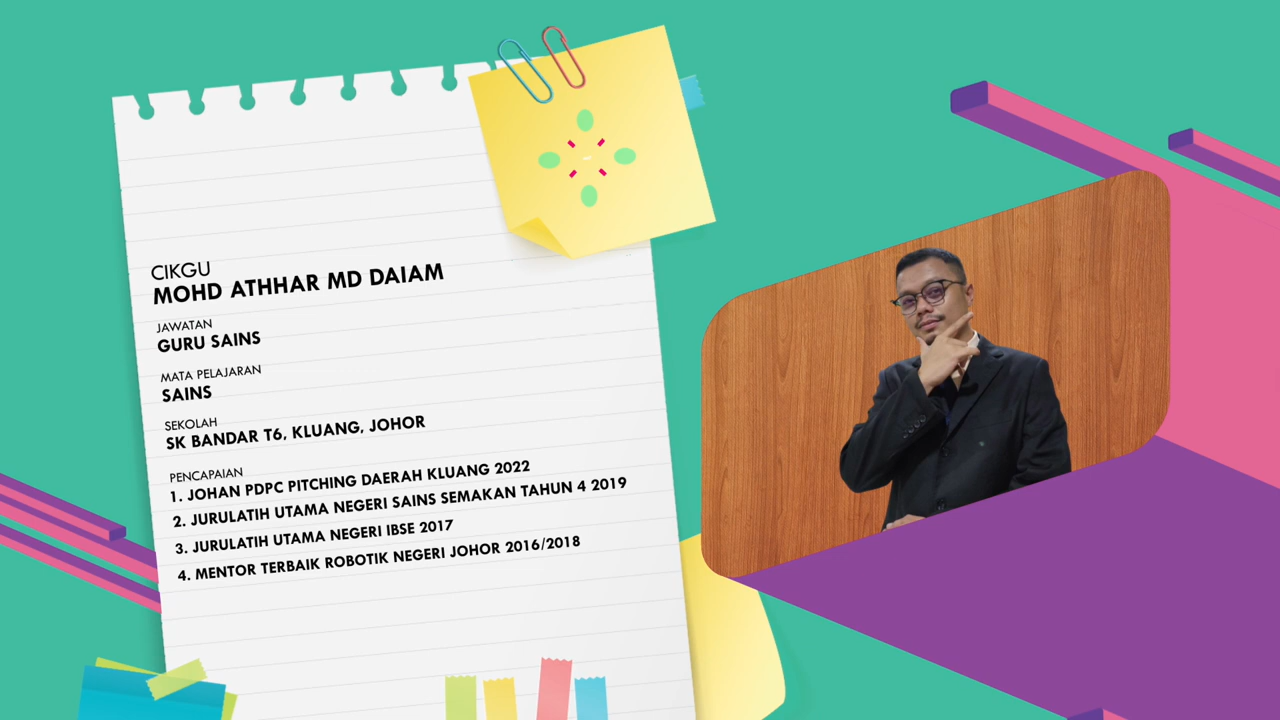 CIKGU
MOHD ATHHAR MD DAIAM
JAWATAN
GURU SAINS
MATA PELAJARAN
SAINS
SEKOLAH
SK BANDAR T6, KLUANG, JOHOR
PENCAPAIAN
1. JOHAN PDPC PITCHING DAERAH KLUANG 2022
2. JURULATIH UTAMA NEGERI SAINS SEMAKAN TAHUN 4 2019
3. JURULATIH UTAMA NEGERI IBSE 2017
4. MENTOR TERBAIK ROBOTIK NEGERI JOHOR 2016/2018